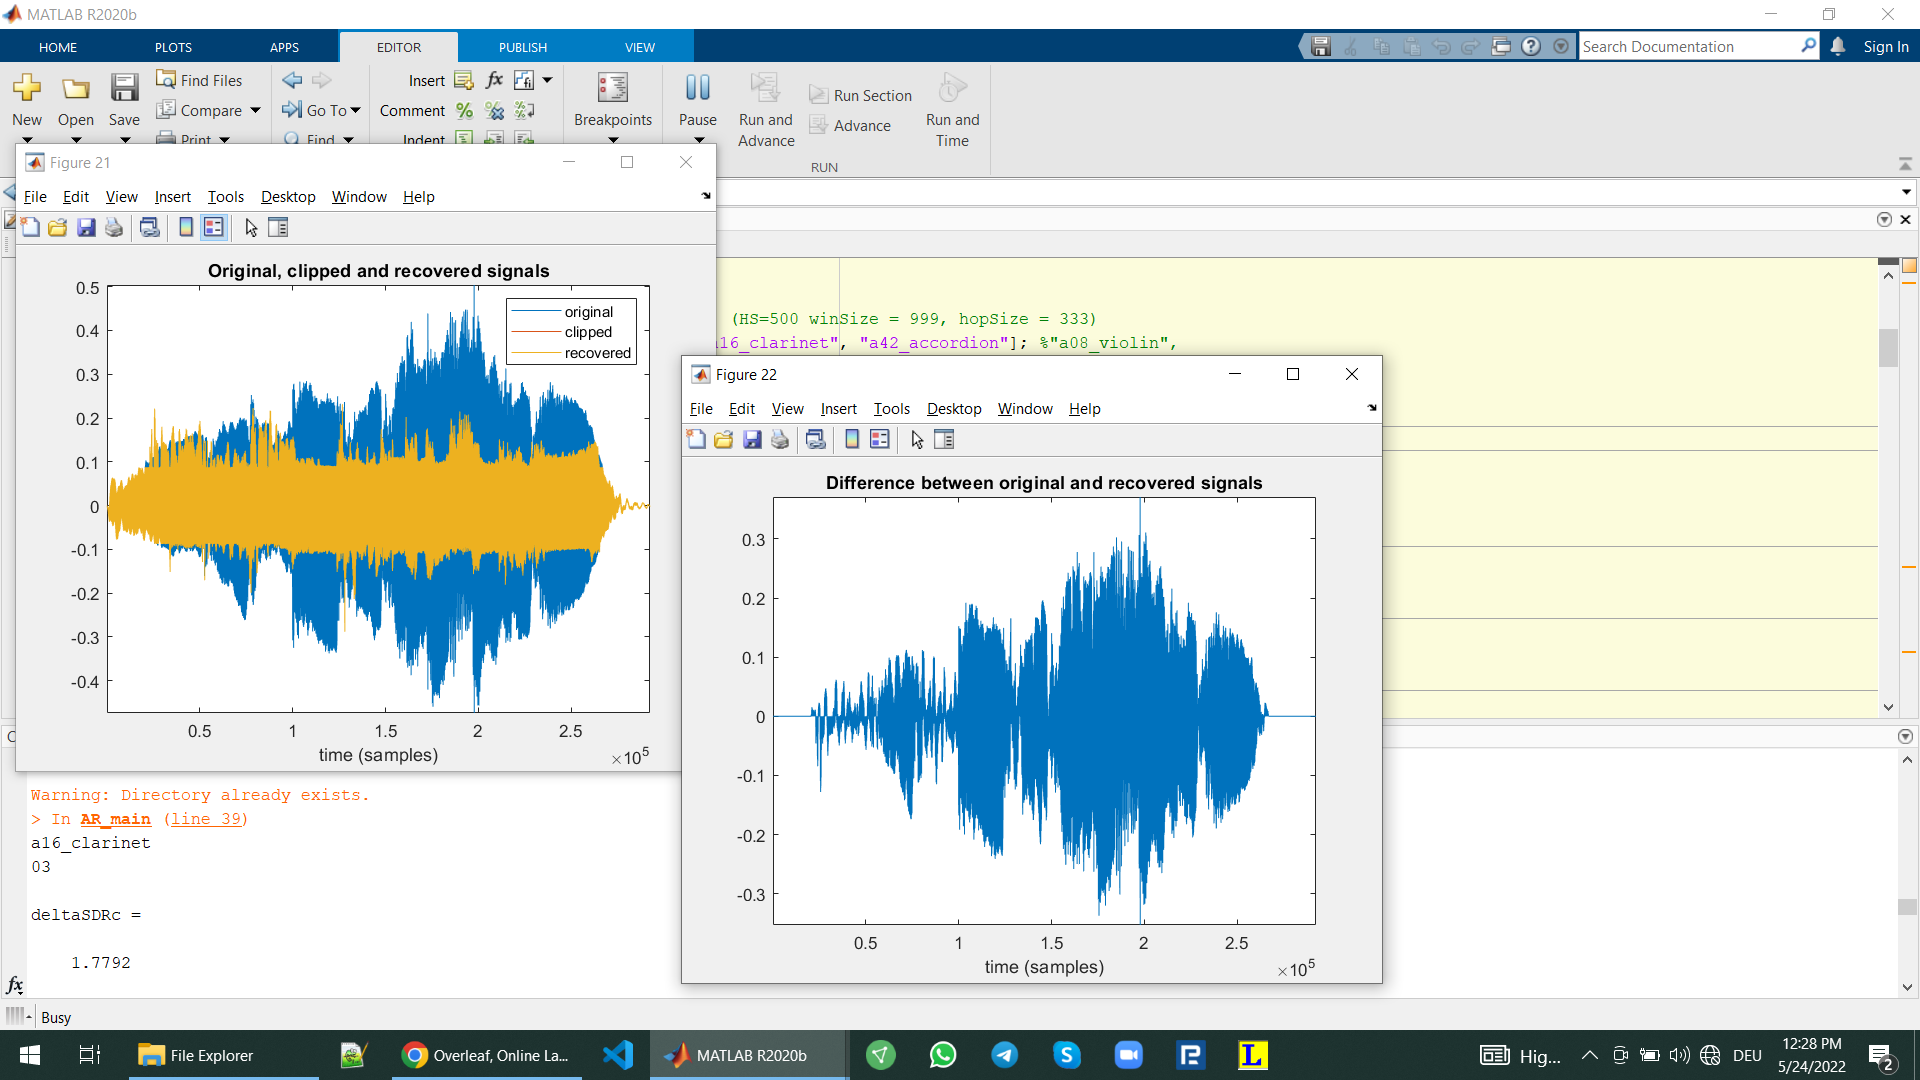 MATLAB R2020b
HOME PLOTS APPS EDITOR PUBLISH VIEW
Search Documentation
Sign In
New Open Save
Find Files
Compare
Print
Go To
Find
Insert fx fi
Comment
Indent
Breakpoints
Pause
Run and Advance
Run Section
Advance
Run and Time
RUN
Figure 21
File Edit View Insert Tools Desktop Window Help
Original, clipped and recovered signals
original
clipped
recovered
0.5
0.4
0.3
0.2
0.1
0
-0.1
-0.2
-0.3
-0.4
0.5 1 1.5 2 2.5
time (samples)
×10^5
(HS=500 winSize = 999, hopSize = 333)
16_clarinet", "a42_accordion"]; %"a08_violin",
Figure 22
File Edit View Insert Tools Desktop Window Help
Difference between original and recovered signals
0.3
0.2
0.1
0
-0.1
-0.2
-0.3
0.5 1 1.5 2 2.5
time (samples)
×10^5
Warning: Directory already exists.
> In AR_main (line 39)
a16_clarinet
03
deltaSDRc =
1.7792
fx
Busy
File Explorer
Overleaf, Online La...
MATLAB R2020b
Hig...
DEU
12:28 PM
5/24/2022
2